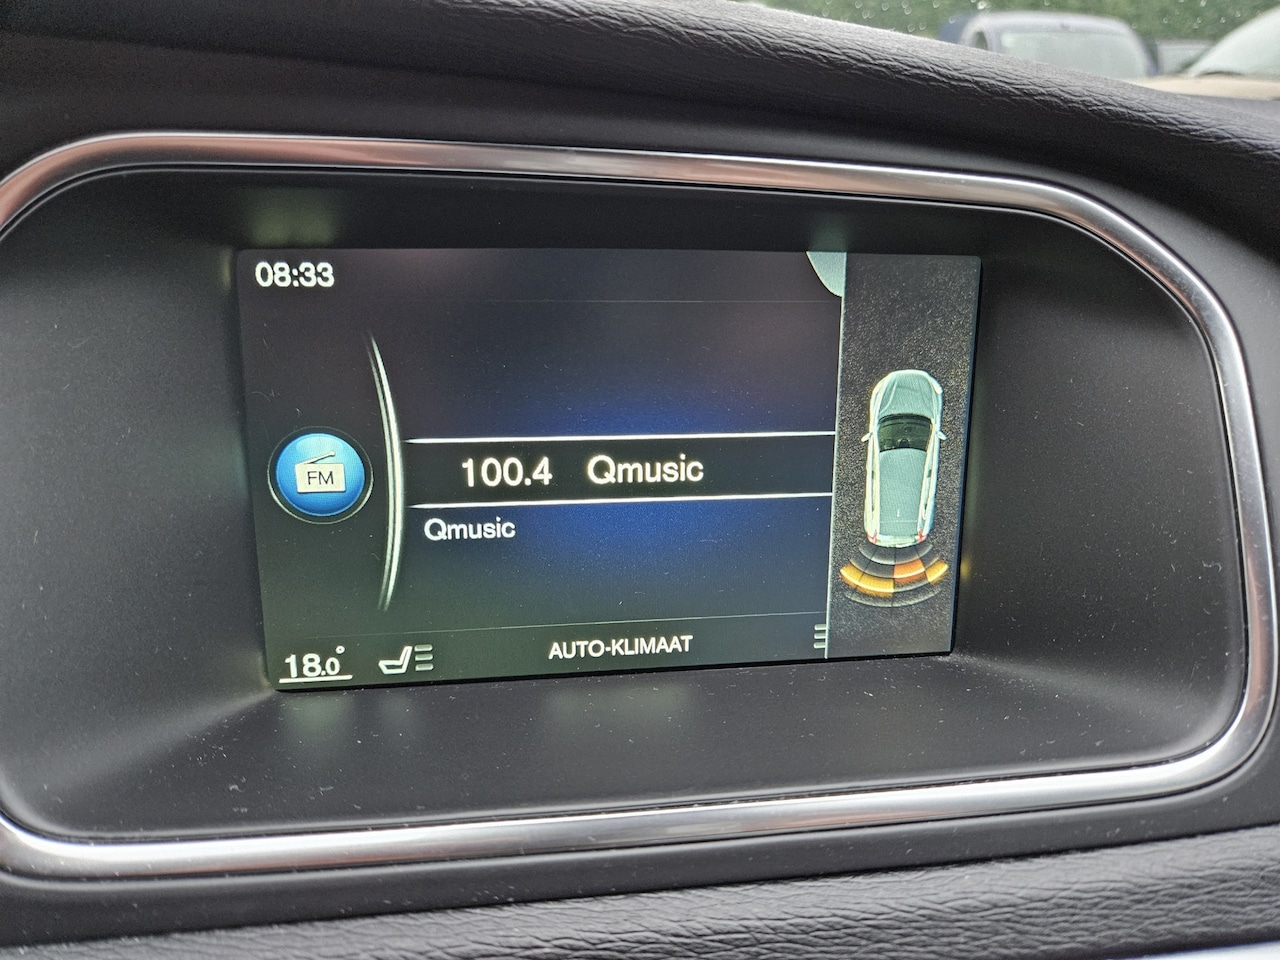 08:33
FM
100.4 Qmusic
Qmusic
18.0° AUTO-KLIMAAT